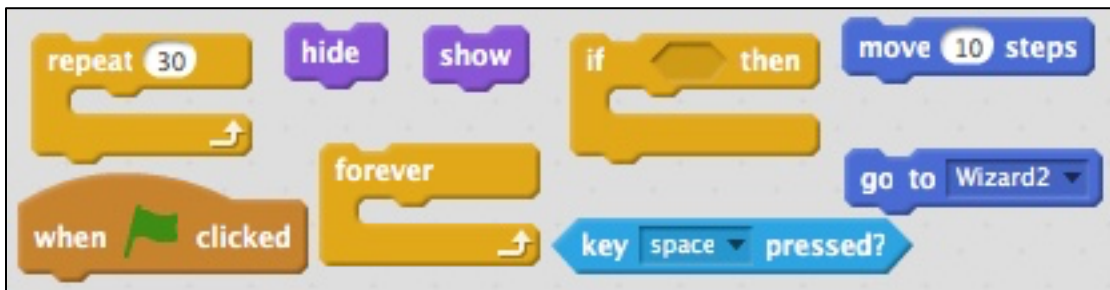 repeat 30
hide
show
if then
move 10 steps
forever
go to Wizard2
when clicked
key space pressed?